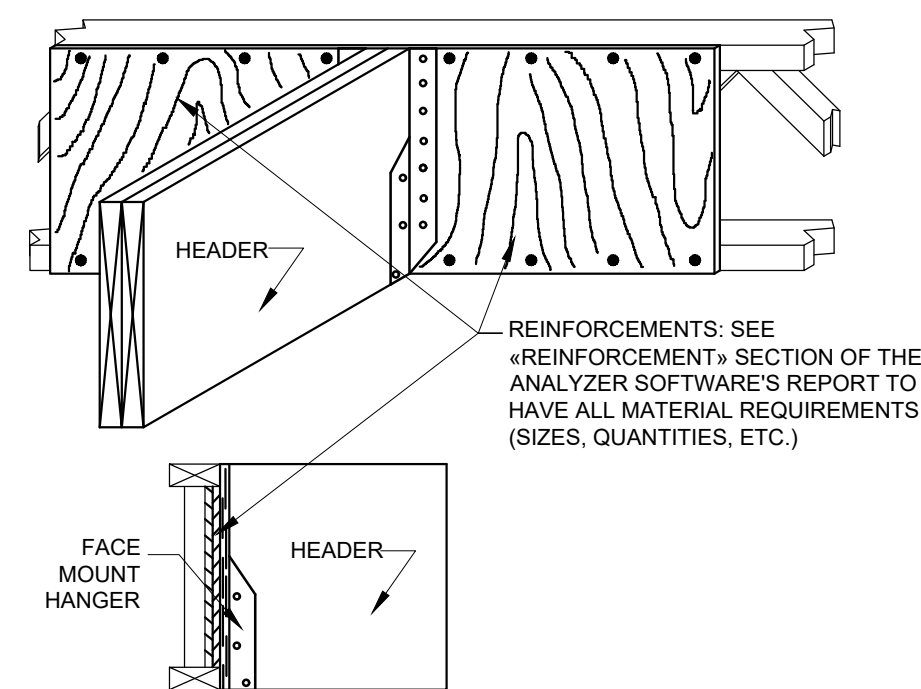 HEADER
REINFORCEMENTS: SEE
«REINFORCEMENT» SECTION OF THE
ANALYZER SOFTWARE'S REPORT TO
HAVE ALL MATERIAL REQUIREMENTS
(SIZES, QUANTITIES, ETC.)
FACE
MOUNT
HANGER
HEADER